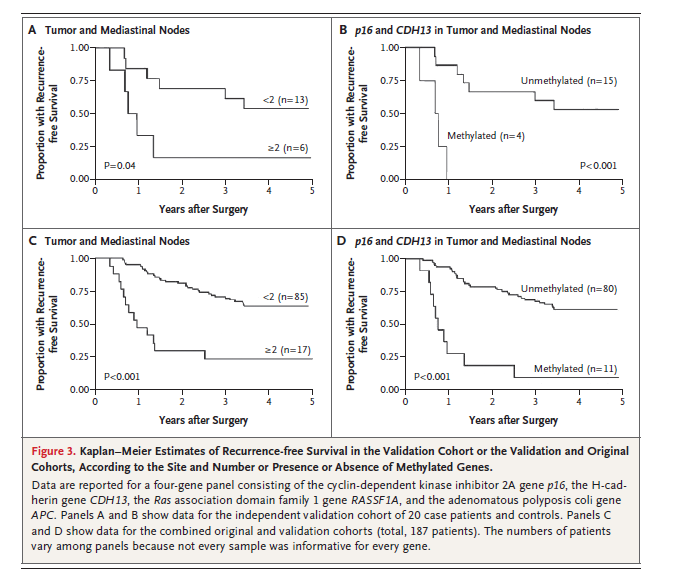 A Tumor and Mediastinal Nodes
Proportion with Recurrence-
free Survival
1.00
0.75
0.50
0.25
0.00
<2 (n=13)
≥2 (n=6)
P=0.04
0 1 2 3 4 5
Years after Surgery
B p16 and CDH13 in Tumor and Mediastinal Nodes
Proportion with Recurrence-
free Survival
1.00
0.75
0.50
0.25
0.00
Unmethylated (n=15)
Methylated (n=4)
P<0.001
0 1 2 3 4 5
Years after Surgery
C Tumor and Mediastinal Nodes
Proportion with Recurrence-
free Survival
1.00
0.75
0.50
0.25
0.00
<2 (n=85)
≥2 (n=17)
P<0.001
0 1 2 3 4 5
Years after Surgery
D p16 and CDH13 in Tumor and Mediastinal Nodes
Proportion with Recurrence-
free Survival
1.00
0.75
0.50
0.25
0.00
Unmethylated (n=80)
Methylated (n=11)
P<0.001
0 1 2 3 4 5
Years after Surgery
Figure 3. Kaplan–Meier Estimates of Recurrence-free Survival in the Validation Cohort or the Validation and Original
Cohorts, According to the Site and Number or Presence or Absence of Methylated Genes.
Data are reported for a four-gene panel consisting of the cyclin-dependent kinase inhibitor 2A gene p16, the H-cad-
herin gene CDH13, the Ras association domain family 1 gene RASSF1A, and the adenomatous polyposis coli gene
APC. Panels A and B show data for the independent validation cohort of 20 case patients and controls. Panels C
and D show data for the combined original and validation cohorts (total, 187 patients). The numbers of patients
vary among panels because not every sample was informative for every gene.